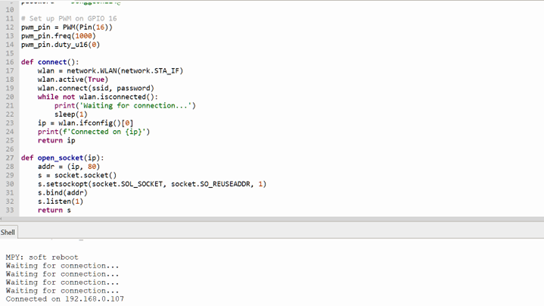 10
11 # Set up PWM on GPIO 16
12 pwm_pin = PWM(Pin(16))
13 pwm_pin.freq(1000)
14 pwm_pin.duty_u16(0)
15
16 def connect():
17     wlan = network.WLAN(network.STA_IF)
18     wlan.active(True)
19     wlan.connect(ssid, password)
20     while not wlan.isconnected():
21         print('Waiting for connection...')
22         sleep(1)
23     ip = wlan.ifconfig()[0]
24     print(f'Connected on {ip}')
25     return ip
26
27 def open_socket(ip):
28     addr = (ip, 80)
29     s = socket.socket()
30     s.setsockopt(socket.SOL_SOCKET, socket.SO_REUSEADDR, 1)
31     s.bind(addr)
32     s.listen(1)
33     return s
Shell
MPY: soft reboot
Waiting for connection...
Waiting for connection...
Waiting for connection...
Waiting for connection...
Connected on 192.168.0.107